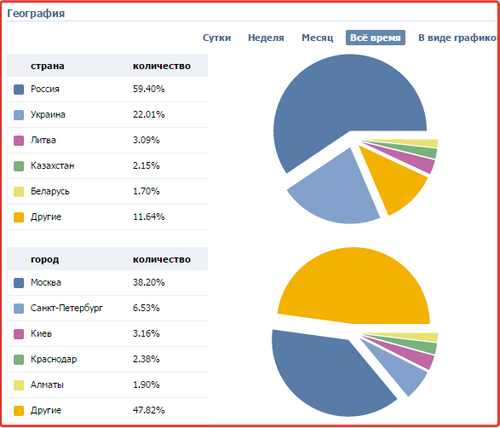 География
Сутки Неделя Месяц Всё время В виде графико
страна количество
Россия 59.40%
Украина 22.01%
Литва 3.09%
Казахстан 2.15%
Беларусь 1.70%
Другие 11.64%
город количество
Москва 38.20%
Санкт-Петербург 6.53%
Киев 3.16%
Краснодар 2.38%
Алматы 1.90%
Другие 47.82%